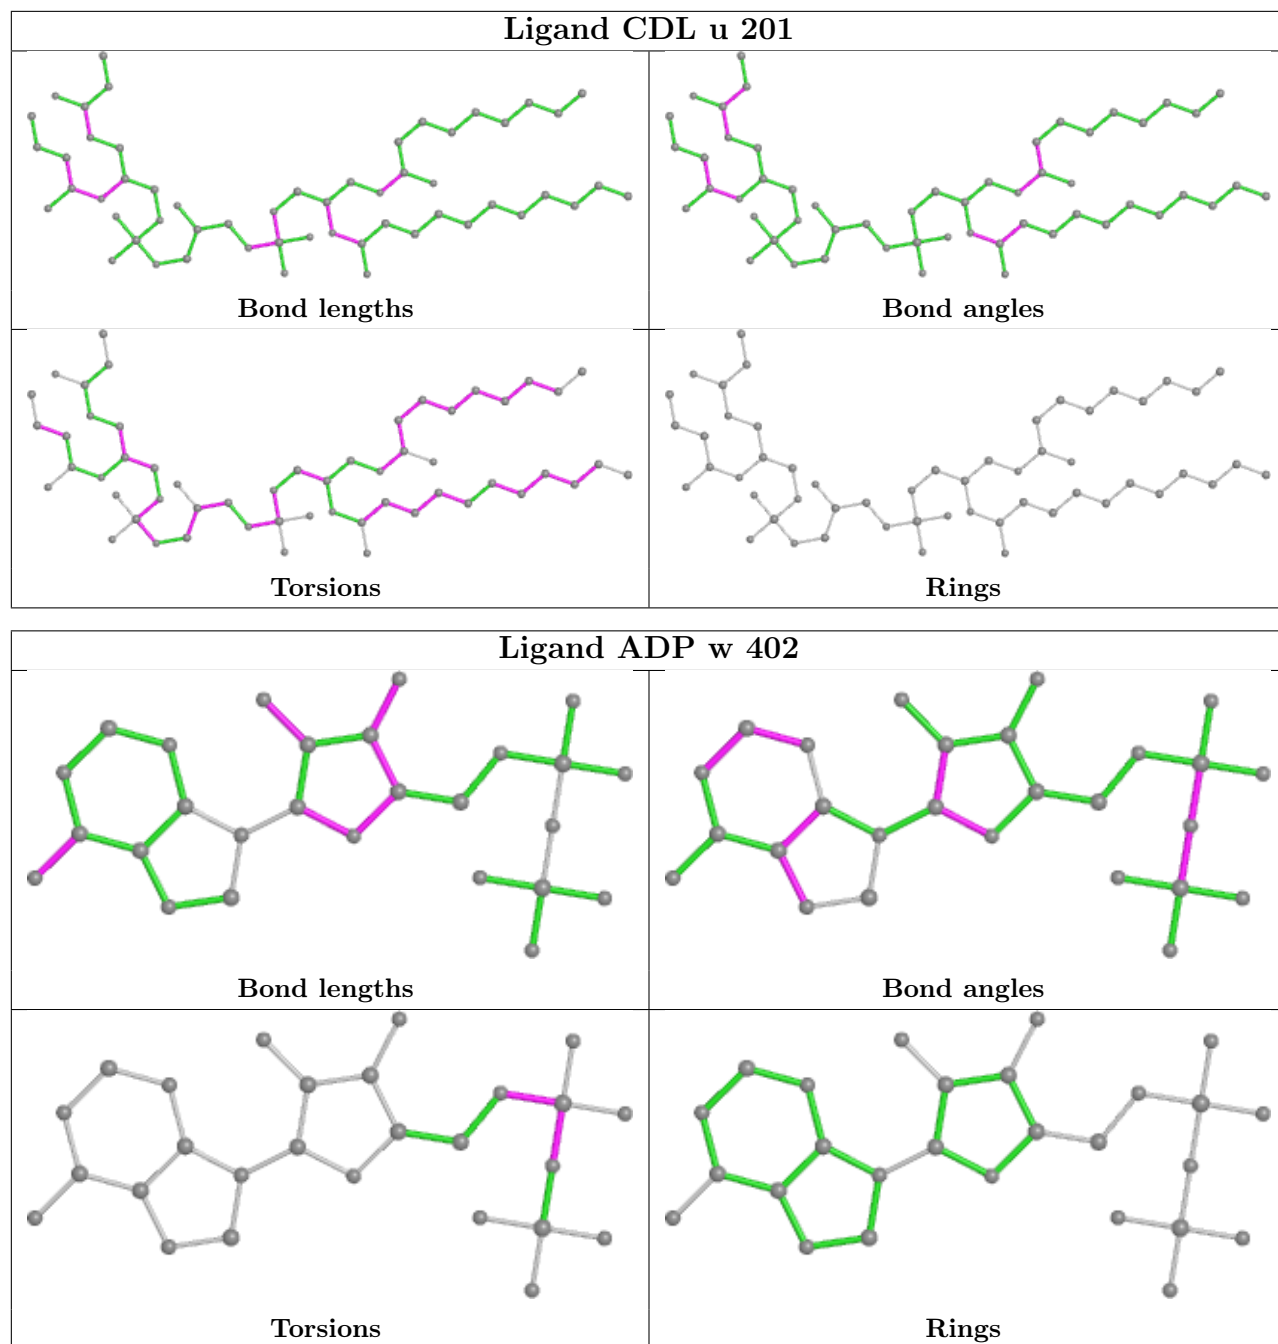 Ligand CDL u 201
Bond lengths
Bond angles
Torsions
Rings
Ligand ADP w 402
Bond lengths
Bond angles
Torsions
Rings